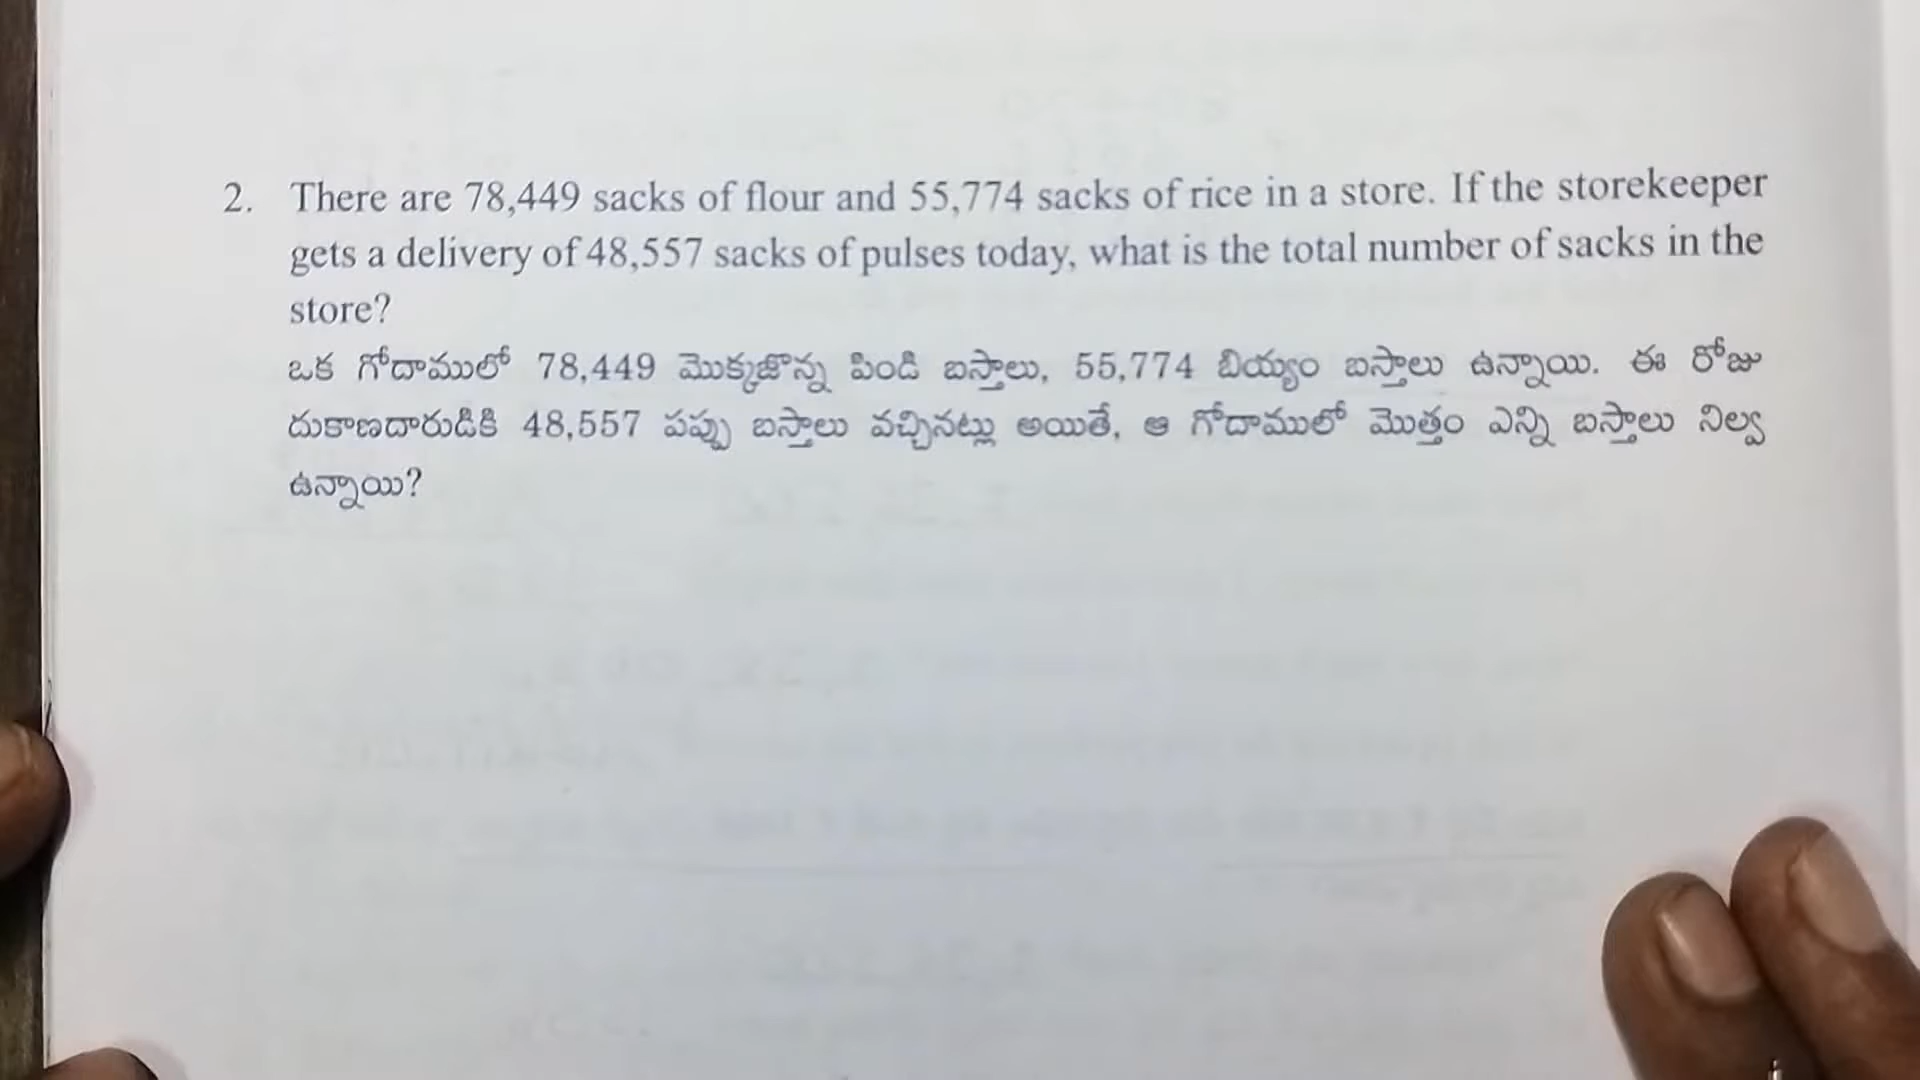 2. There are 78,449 sacks of flour and 55,774 sacks of rice in a store. If the storekeeper
gets a delivery of 48,557 sacks of pulses today, what is the total number of sacks in the
store?
ఒక గోదాములో 78,449 మొక్కజొన్న పిండి బస్తాలు, 55,774 బియ్యం బస్తాలు ఉన్నాయి. ఈ రోజు
దుకాణదారుడికి 48,557 పప్పు బస్తాలు వచ్చినట్లు అయితే, ఆ గోదాములో మొత్తం ఎన్ని బస్తాలు నిల్వ
ఉన్నాయి?